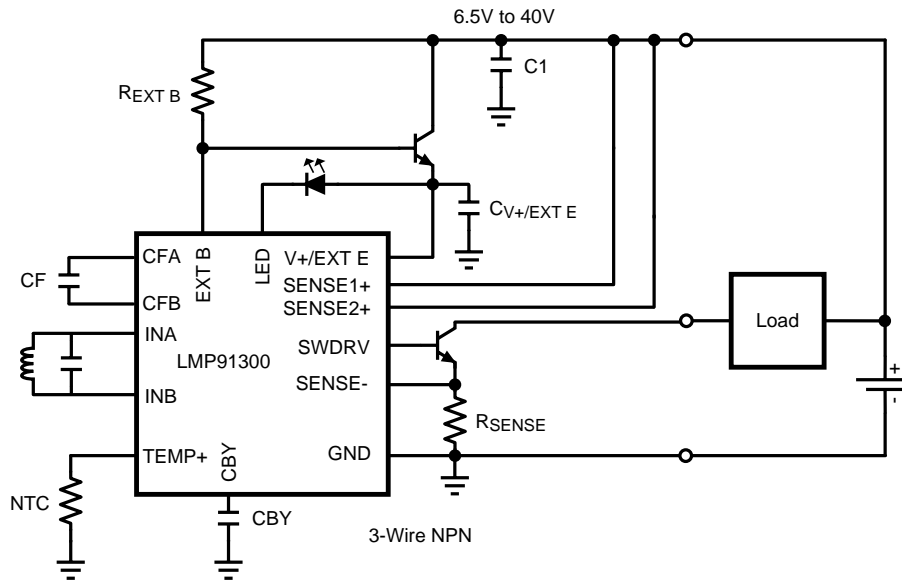 6.5V to 40V
C1
REXT B
CV+/EXT E
EXT B
LED
V+/EXT E
CFA
CF
SENSE1+
CFB
SENSE2+
INA
SWDRV
Load
LMP91300
SENSE-
INB
+
-
RSENSE
TEMP+
CBY
GND
NTC
CBY
3-Wire NPN